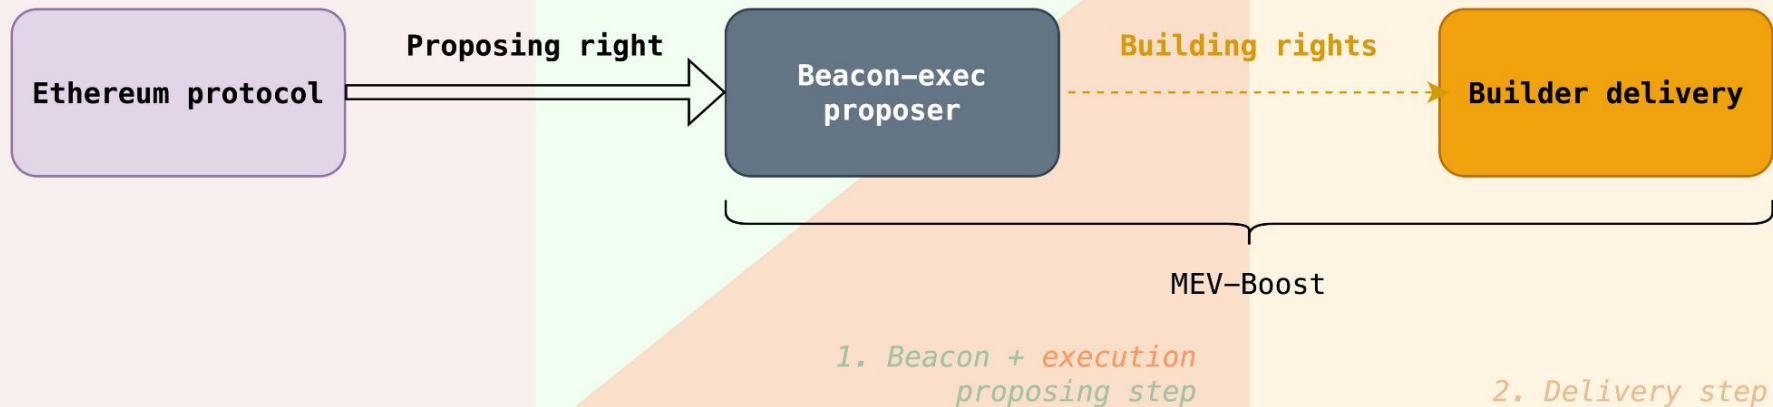 Ethereum protocol
Proposing right
Beacon-exec
proposer
Building rights
Builder delivery
MEV-Boost
1. Beacon + execution
proposing step
2. Delivery step